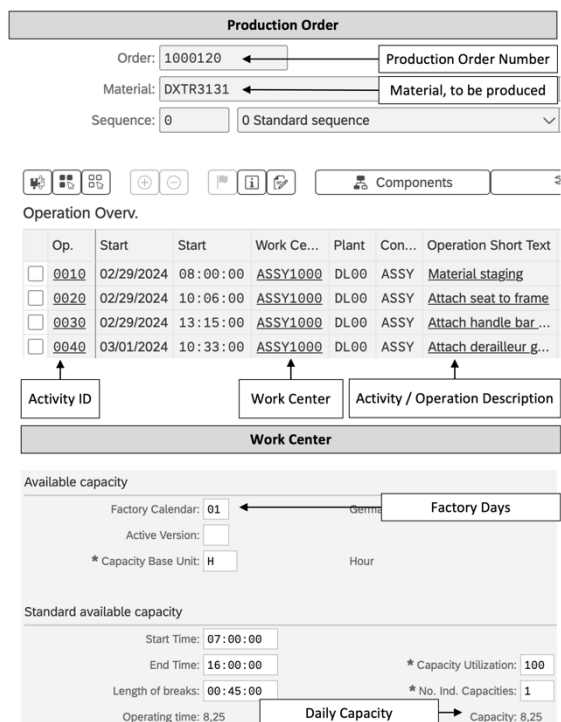 Production Order
Order: 1000120 Production Order Number
Material: DXTR3131 Material, to be produced
Sequence: 0 0 Standard sequence
Components
Operation Overv.
Op. Start Start Work Ce... Plant Con... Operation Short Text
0010 02/29/2024 08:00:00 ASSY1000 DL00 ASSY Material staging
0020 02/29/2024 10:06:00 ASSY1000 DL00 ASSY Attach seat to frame
0030 02/29/2024 13:15:00 ASSY1000 DL00 ASSY Attach handle bar ...
0040 03/01/2024 10:33:00 ASSY1000 DL00 ASSY Attach derailleur g...
Activity ID Work Center Activity / Operation Description
Work Center
Available capacity
Factory Calendar: 01 Germa Factory Days
Active Version:
* Capacity Base Unit: H Hour
Standard available capacity
Start Time: 07:00:00
End Time: 16:00:00 * Capacity Utilization: 100
Length of breaks: 00:45:00 * No. Ind. Capacities: 1
Operating time: 8,25 Daily Capacity Capacity: 8,25